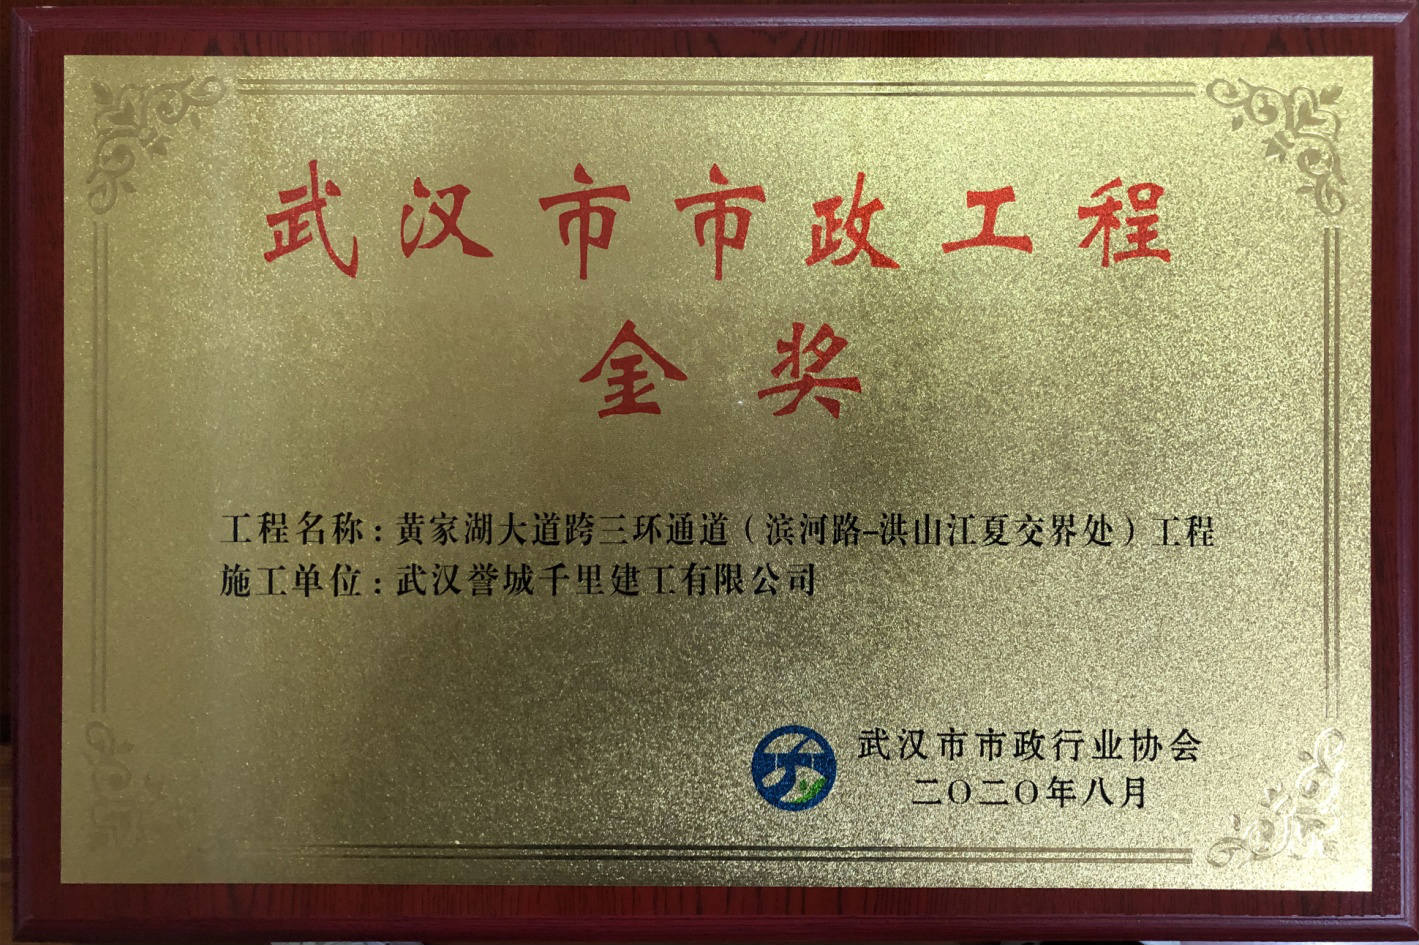 武汉市市政工程
金奖
工程名称：黄家湖大道跨三环通道（滨河路-洪山江夏交界处）工程
施工单位：武汉誉城千里建工有限公司
武汉市市政行业协会
二〇二〇年八月